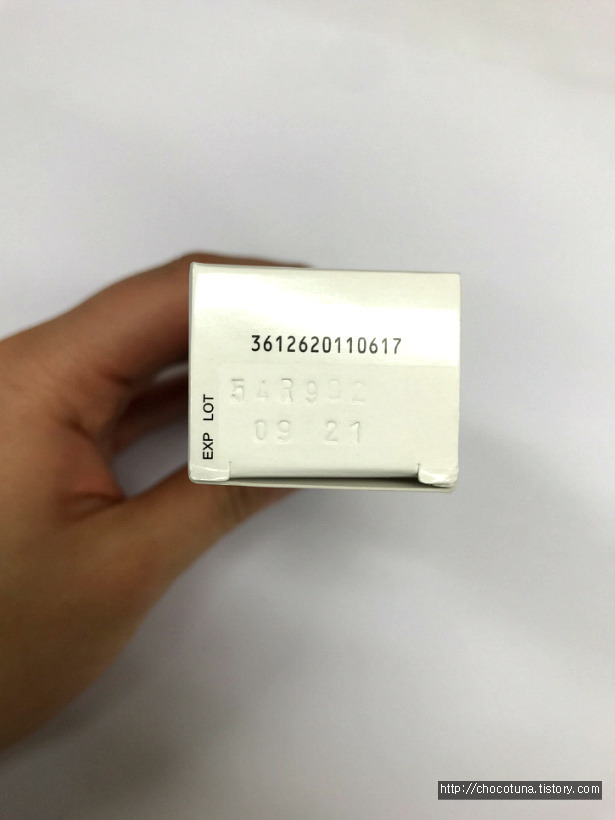 3612620110617
54R902
09 21
EXP LOT
http://chocotuna.tistory.com